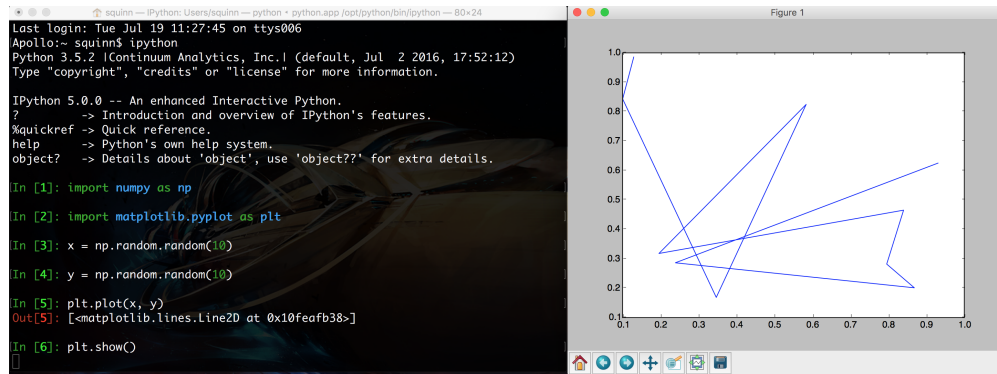 squinn — IPython: Users/squinn — python • python.app /opt/python/bin/ipython — 80×24
Last login: Tue Jul 19 11:27:45 on ttys006
[Apollo:~ squinn$ ipython ]
Python 3.5.2 |Continuum Analytics, Inc.| (default, Jul  2 2016, 17:52:12)
Type "copyright", "credits" or "license" for more information.
IPython 5.0.0 -- An enhanced Interactive Python.
?         -> Introduction and overview of IPython's features.
%quickref -> Quick reference.
help      -> Python's own help system.
object?   -> Details about 'object', use 'object??' for extra details.
[In [1]: import numpy as np ]
[In [2]: import matplotlib.pyplot as plt ]
[In [3]: x = np.random.random(10) ]
[In [4]: y = np.random.random(10) ]
[In [5]: plt.plot(x, y) ]
Out[5]: [<matplotlib.lines.Line2D at 0x10feafb38>]
[In [6]: plt.show() ]
Figure 1
1.0
0.9
0.8
0.7
0.6
0.5
0.4
0.3
0.2
0.1
0.1 0.2 0.3 0.4 0.5 0.6 0.7 0.8 0.9 1.0